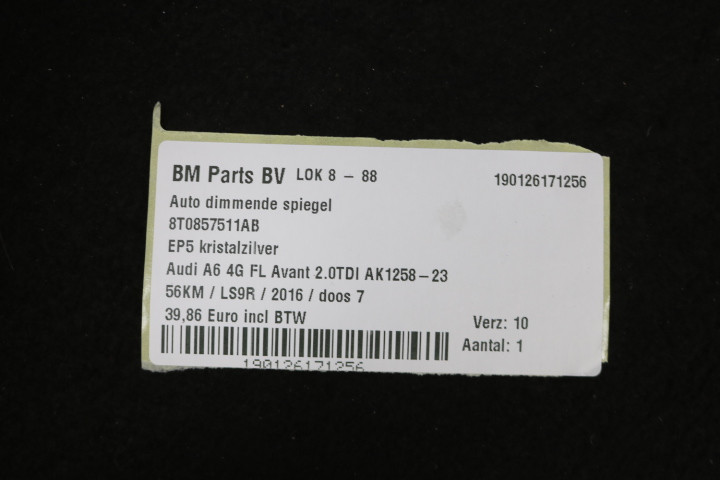 BM Parts BV LOK 8 - 88 190126171256
Auto dimmende spiegel
8T0857511AB
EP5 kristalzilver
Audi A6 4G FL Avant 2.0TDI AK1258-23
56KM / LS9R / 2016 / doos 7
39,86 Euro incl BTW Verz: 10
Aantal: 1
190126171256